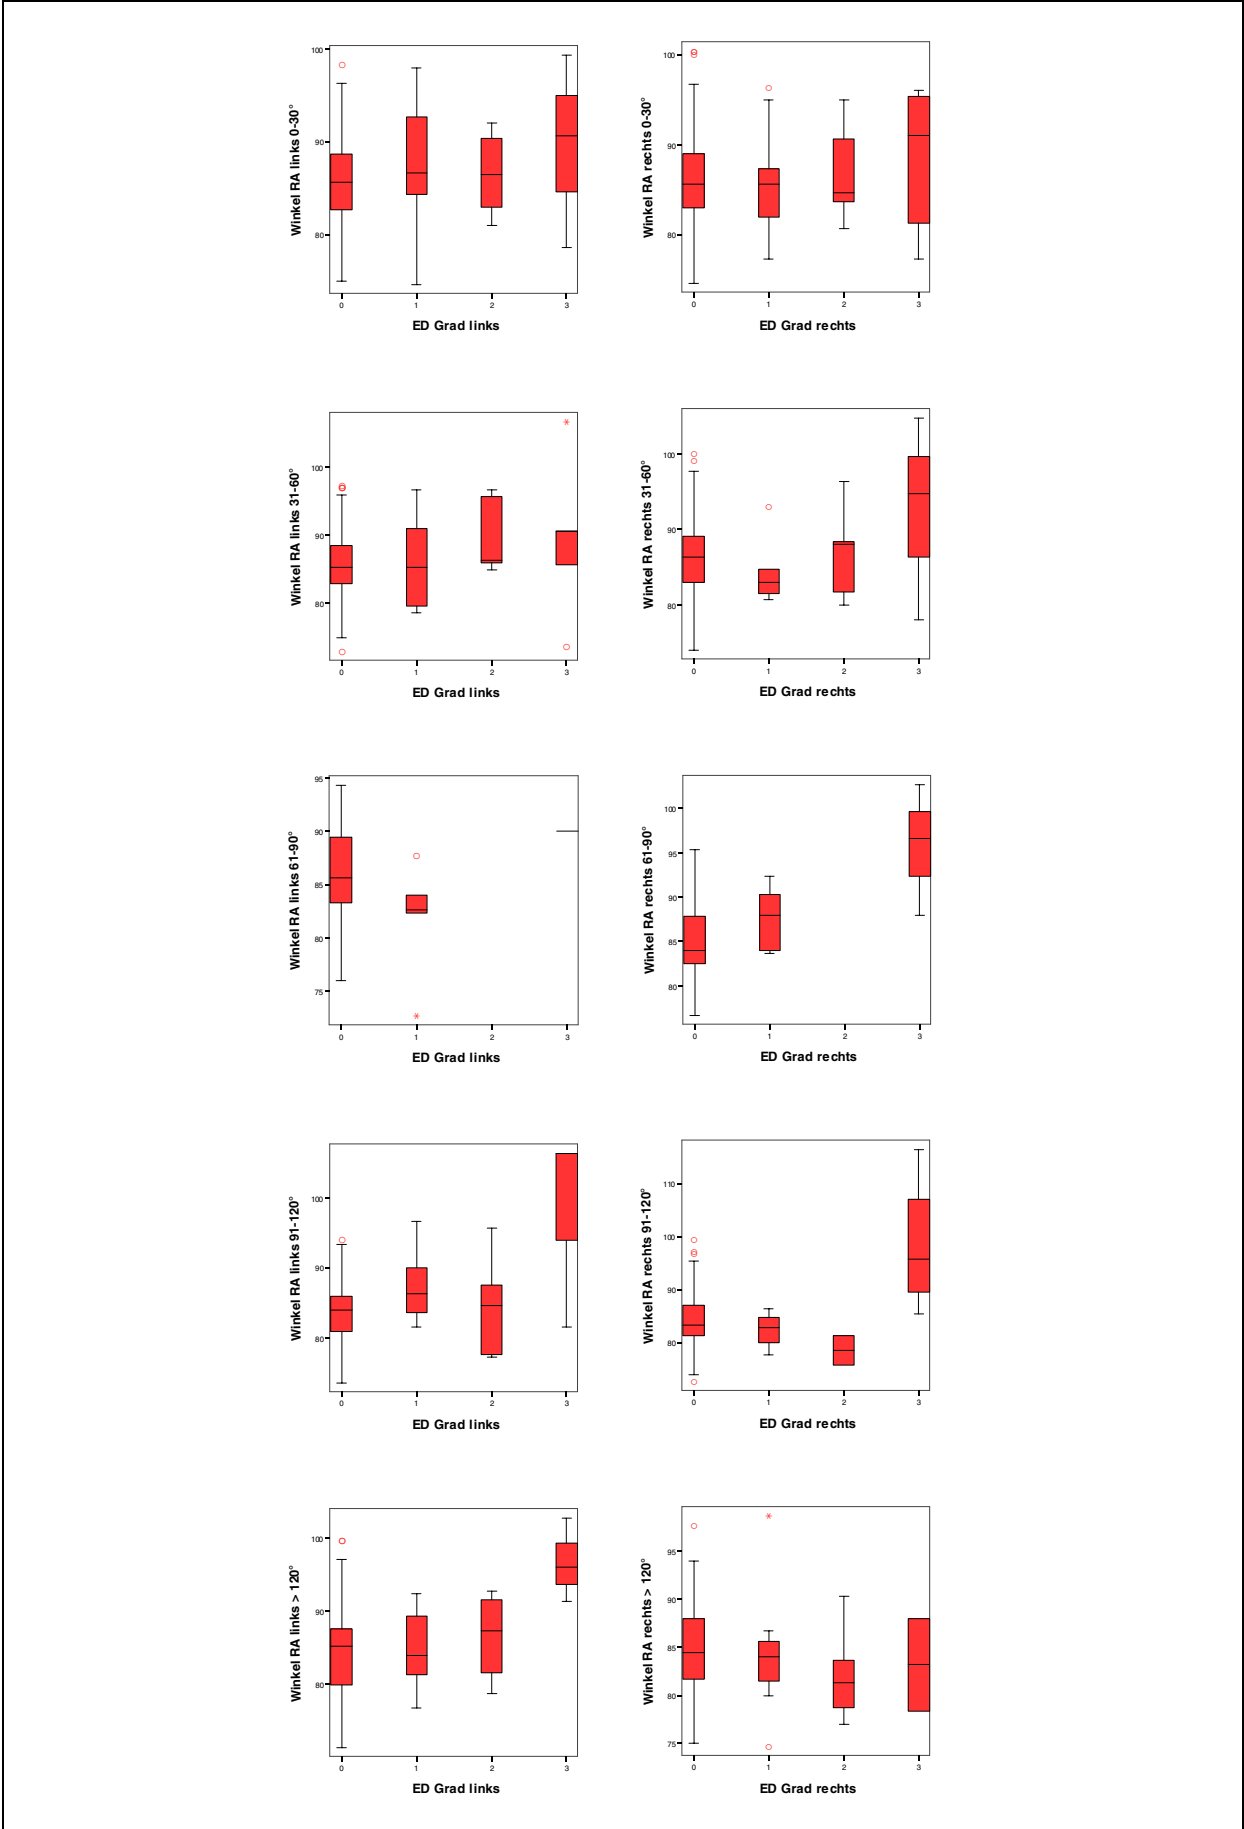 Winkel RA links 0-30°
100
90
80
0 1 2 3
ED Grad links
Winkel RA rechts 0-30°
100
90
80
0 1 2 3
ED Grad rechts
Winkel RA links 31-60°
100
90
80
0 1 2 3
ED Grad links
Winkel RA rechts 31-60°
100
90
80
0 1 2 3
ED Grad rechts
Winkel RA links 61-90°
95
90
85
80
75
0 1 2 3
ED Grad links
Winkel RA rechts 61-90°
100
95
90
85
80
0 1 2 3
ED Grad rechts
Winkel RA links 91-120°
100
90
80
0 1 2 3
ED Grad links
Winkel RA rechts 91-120°
110
100
90
80
0 1 2 3
ED Grad rechts
Winkel RA links > 120°
100
90
80
0 1 2 3
ED Grad links
Winkel RA rechts > 120°
95
90
85
80
75
0 1 2 3
ED Grad rechts